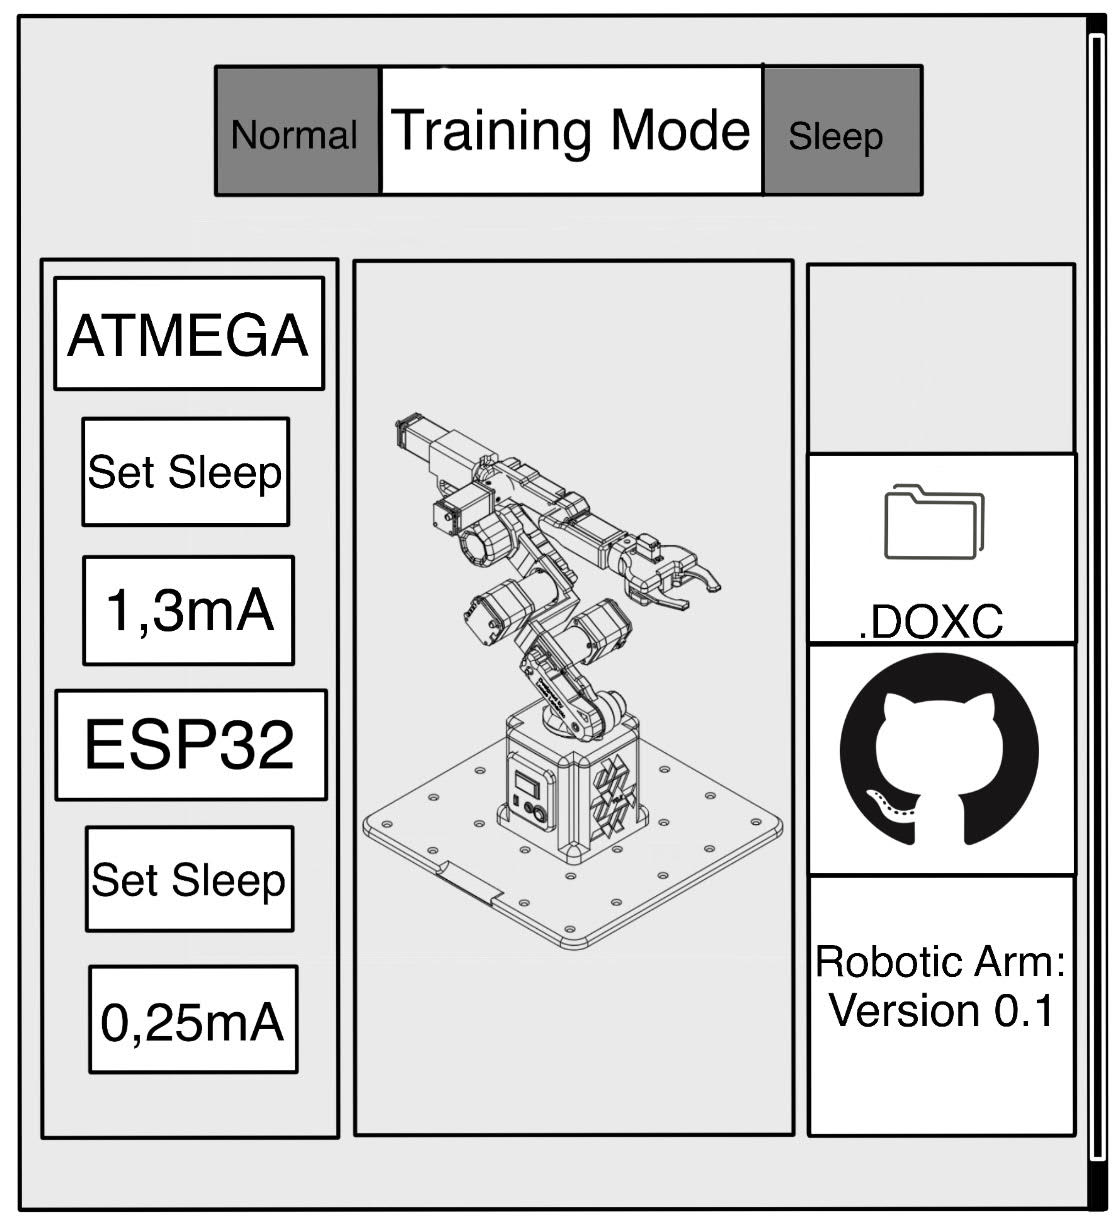 Normal
Training Mode
Sleep
ATMEGA
Set Sleep
1,3mA
ESP32
Set Sleep
0,25mA
.DOXC
Robotic Arm:
Version 0.1